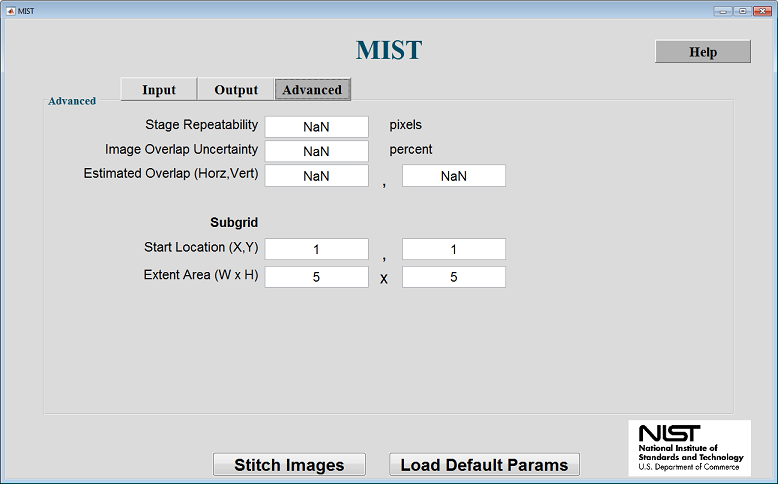 MIST
MIST
Help
Input Output Advanced
Advanced
Stage Repeatability NaN pixels
Image Overlap Uncertainty NaN percent
Estimated Overlap (Horz,Vert) NaN , NaN
Subgrid
Start Location (X,Y) 1 , 1
Extent Area (W x H) 5 x 5
NIST
National Institute of
Standards and Technology
U.S. Department of Commerce
Stitch Images Load Default Params